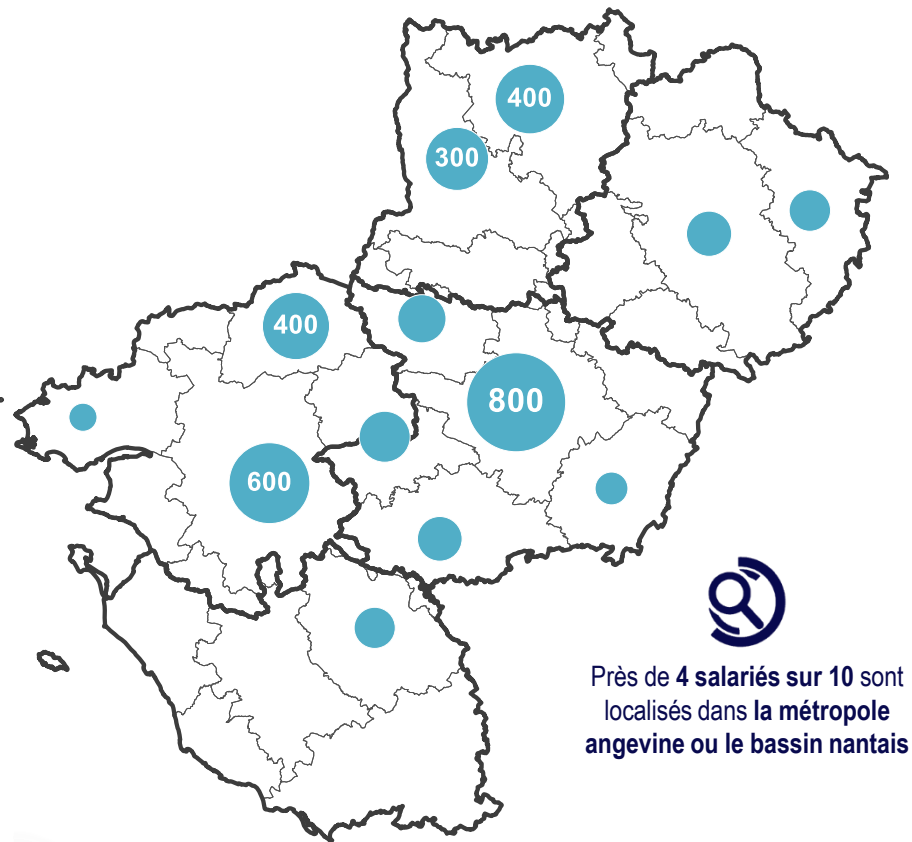 400
300
400
800
600
Près de 4 salariés sur 10 sont
localisés dans la métropole
angevine ou le bassin nantais